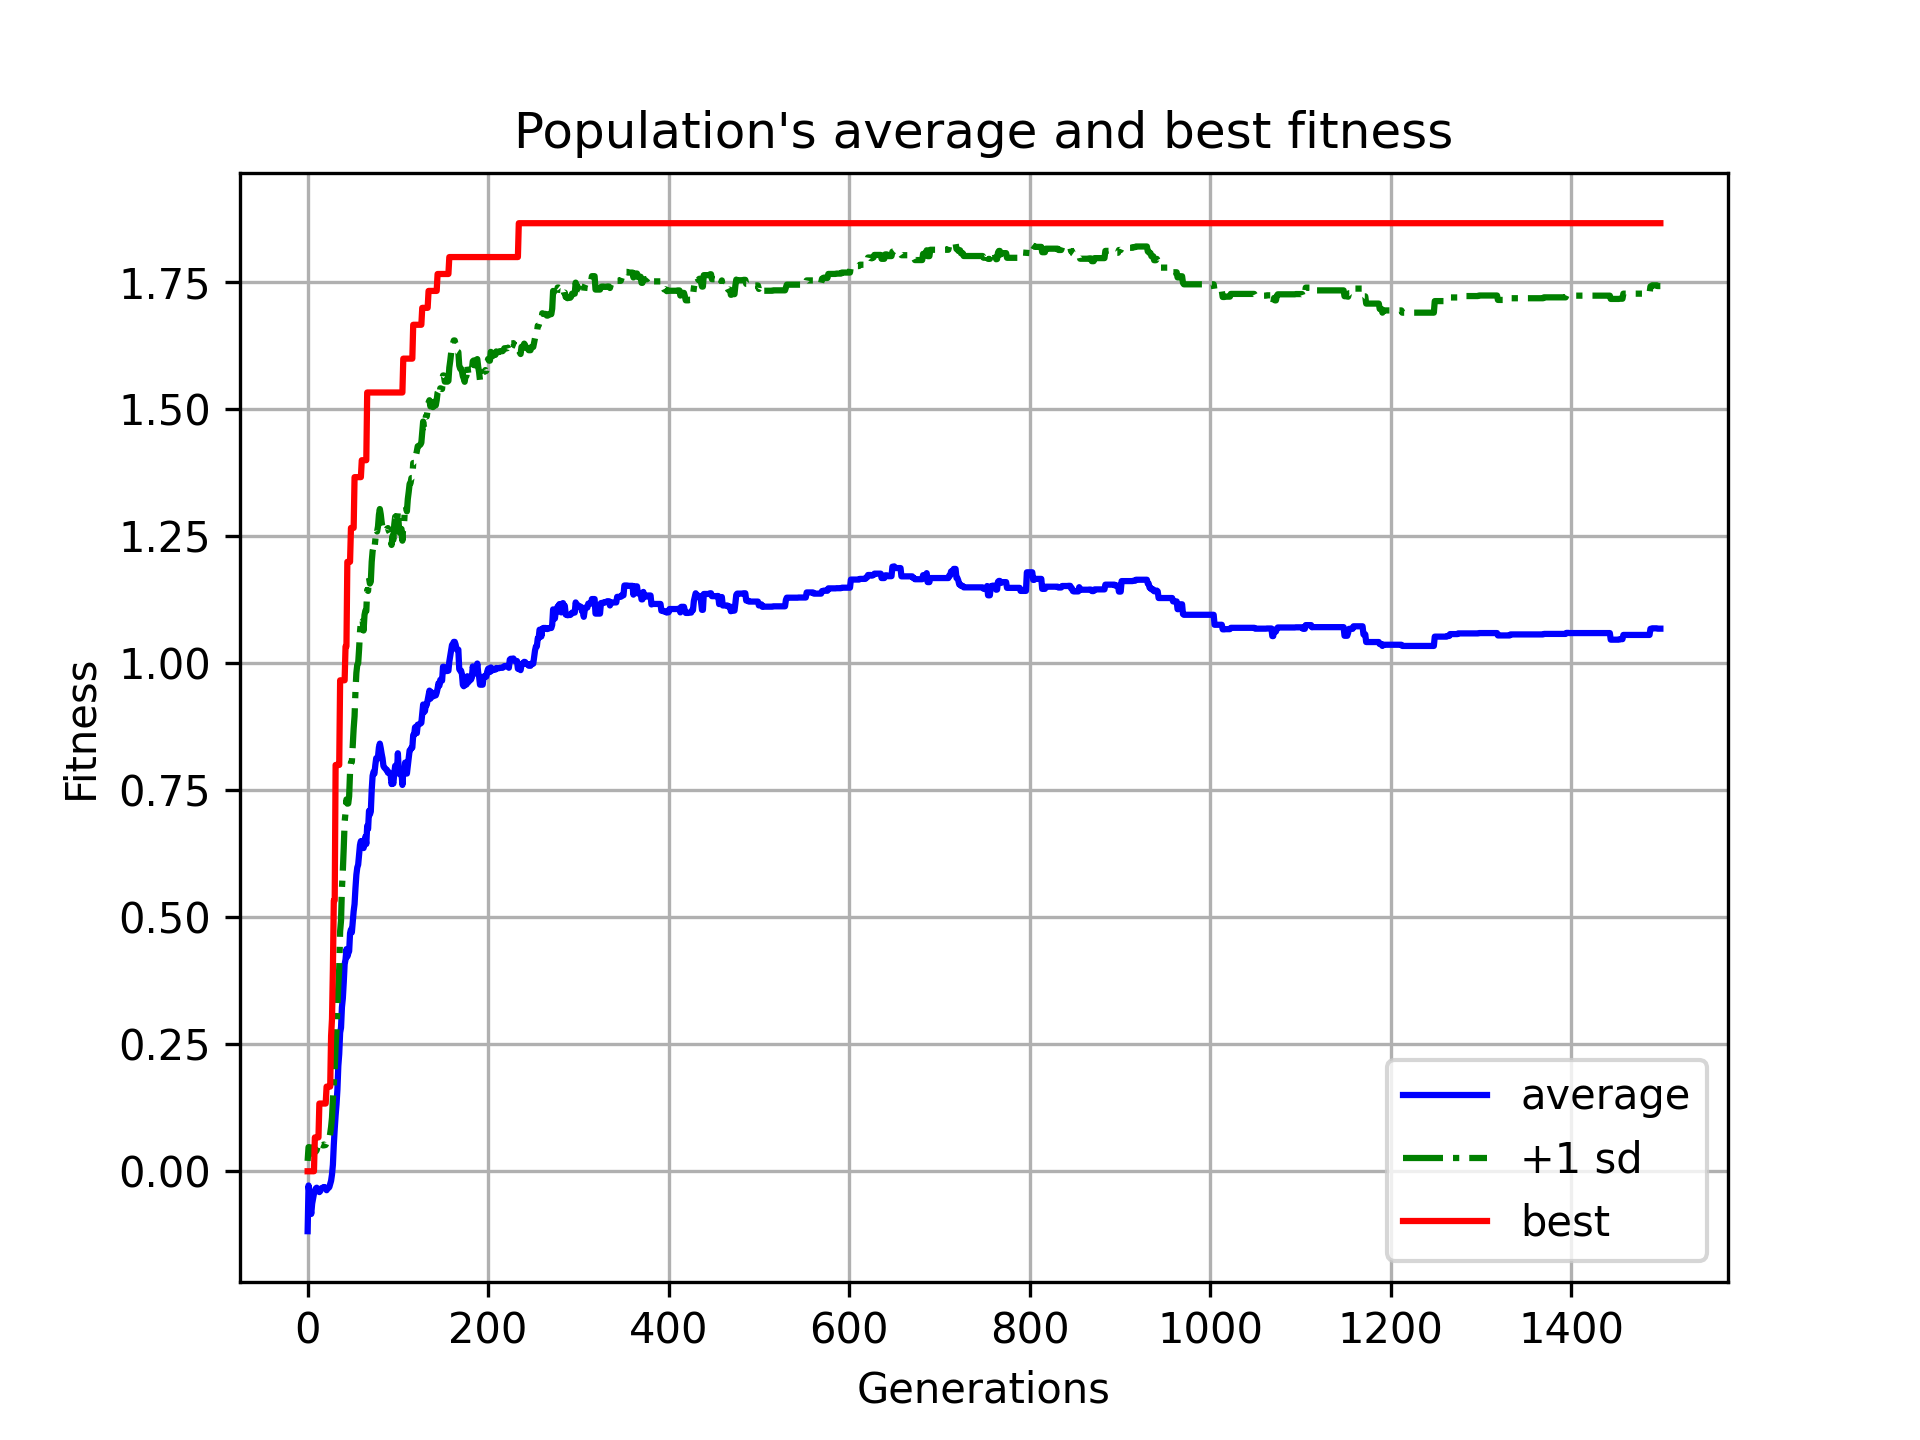 Population's average and best fitness
Fitness
1.75
1.50
1.25
1.00
0.75
0.50
0.25
0.00
average
+1 sd
best
0 200 400 600 800 1000 1200 1400
Generations